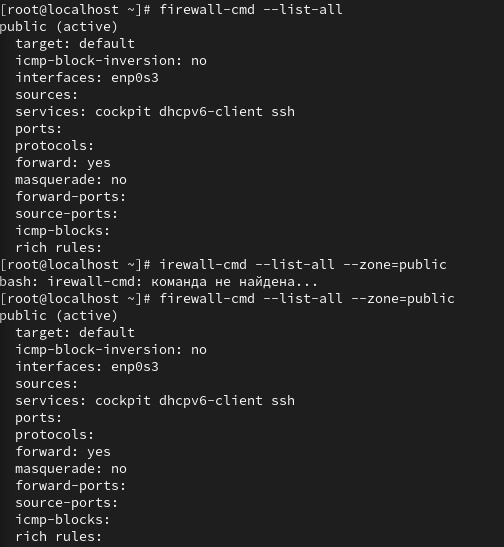 [root@localhost ~]# firewall-cmd --list-all
public (active)
  target: default
  icmp-block-inversion: no
  interfaces: enp0s3
  sources:
  services: cockpit dhcpv6-client ssh
  ports:
  protocols:
  forward: yes
  masquerade: no
  forward-ports:
  source-ports:
  icmp-blocks:
  rich rules:
[root@localhost ~]# irewall-cmd --list-all --zone=public
bash: irewall-cmd: команда не найдена...
[root@localhost ~]# firewall-cmd --list-all --zone=public
public (active)
  target: default
  icmp-block-inversion: no
  interfaces: enp0s3
  sources:
  services: cockpit dhcpv6-client ssh
  ports:
  protocols:
  forward: yes
  masquerade: no
  forward-ports:
  source-ports:
  icmp-blocks:
  rich rules: